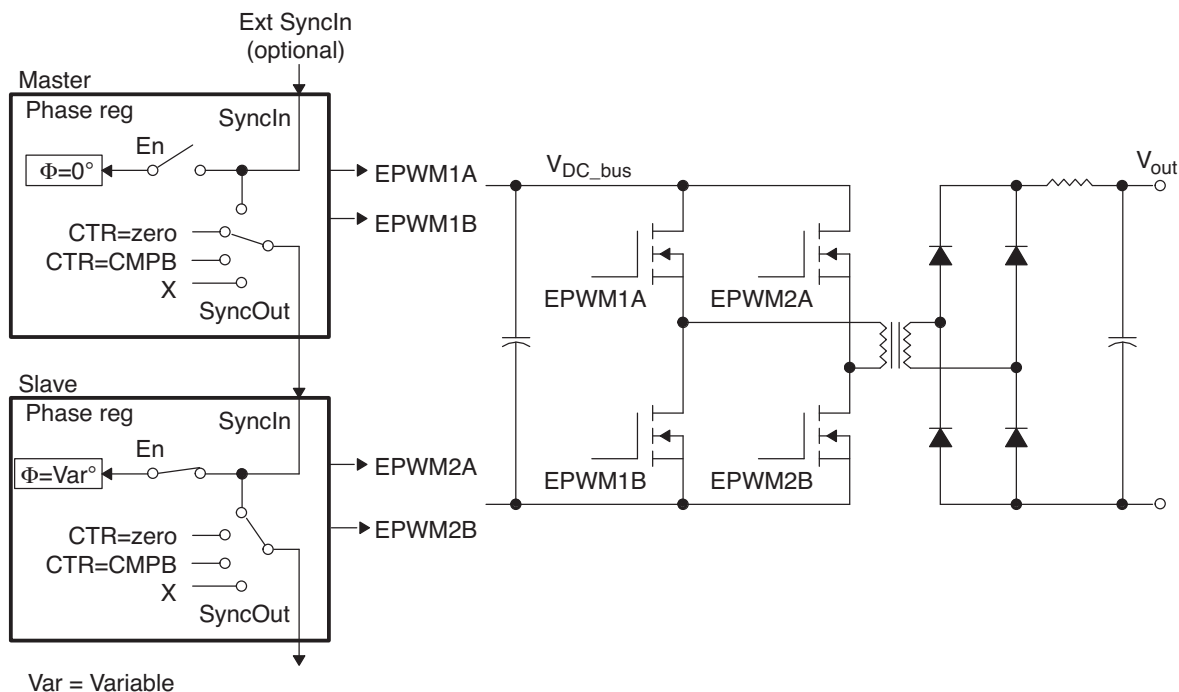 Ext SyncIn
(optional)
Master
Phase reg
SyncIn
En
Φ=0°
EPWM1A
EPWM1B
CTR=zero
CTR=CMPB
X
SyncOut
Slave
Phase reg
SyncIn
En
Φ=Var°
EPWM2A
EPWM2B
CTR=zero
CTR=CMPB
X
SyncOut
Var = Variable
VDC_bus
Vout
EPWM1A
EPWM2A
EPWM1B
EPWM2B